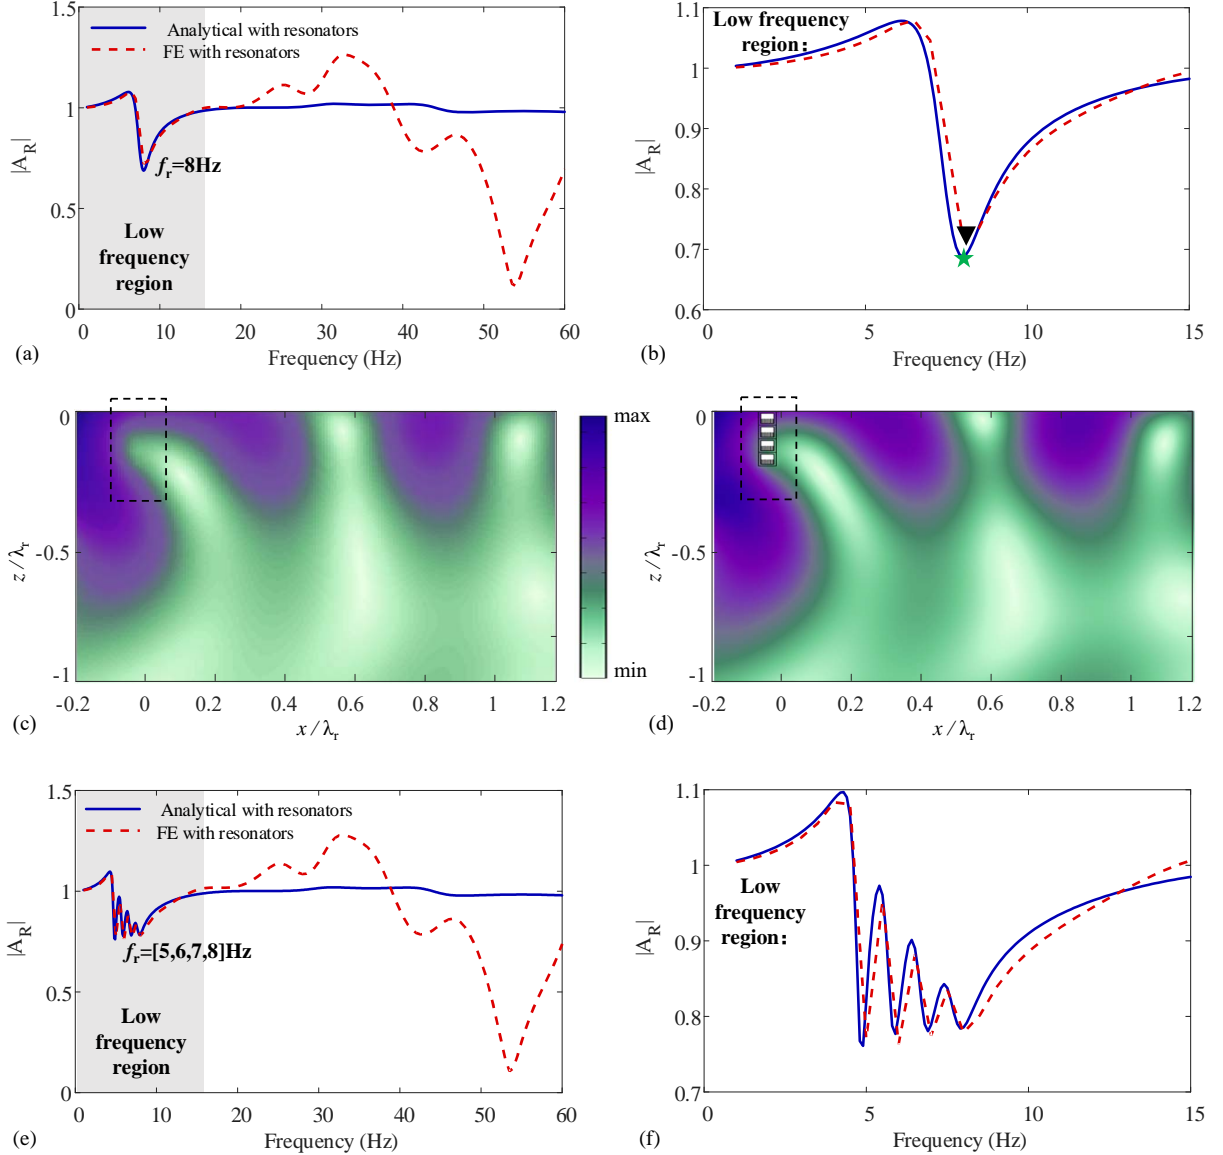 1.5
Analytical with resonators
FE with resonators
1
|A_R|
f_r=8Hz
0.5
Low
frequency
region
0
0 10 20 30 40 50 60
(a)
Frequency (Hz)
1.1
Low frequency
region:
1
0.9
|A_R|
0.8
0.7
0.6
0 5 10 15
Frequency (Hz)
(b)
0
z/λ_r
-0.5
-1
-0.2 0 0.2 0.4 0.6 0.8 1 1.2
(c)
x/λ_r
max
min
0
z/λ_r
-0.5
-1
-0.2 0 0.2 0.4 0.6 0.8 1 1.2
(d)
x/λ_r
1.5
Analytical with resonators
FE with resonators
1
|A_R|
f_r=[5,6,7,8]Hz
0.5
Low
frequency
region
0
0 10 20 30 40 50 60
(e)
Frequency (Hz)
1.1
1
Low
frequency
region:
|A_R|
0.9
0.8
0.7
0 5 10 15
(f)
Frequency (Hz)